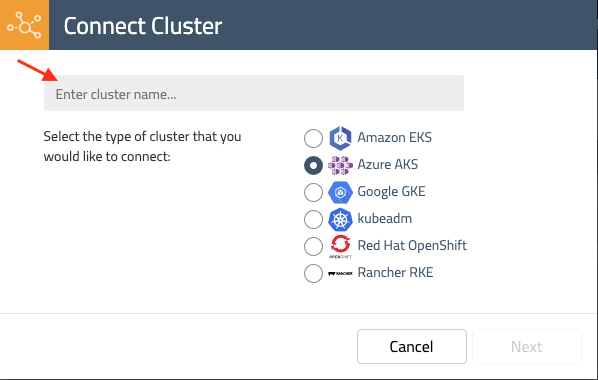 Connect Cluster
Enter cluster name...
Select the type of cluster that you
would like to connect:
K
Amazon EKS
Azure AKS
Google GKE
kubeadm
Red Hat OpenShift
OPENSHIFT
RANCHER
Rancher RKE
Cancel
Next